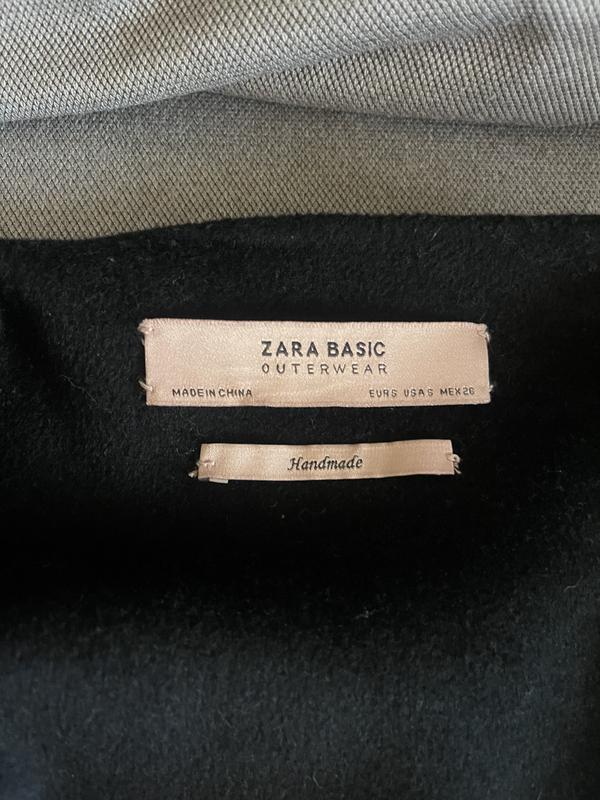 ZARA BASIC
OUTERWEAR
MADE IN CHINA EUR S USA S MEX 26
Handmade